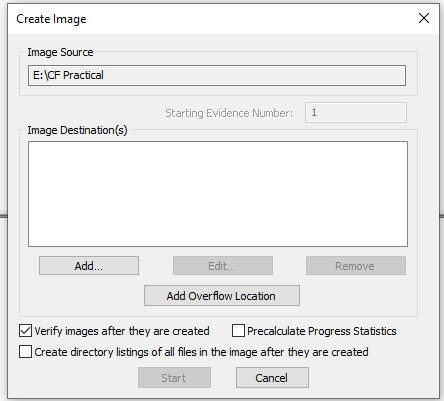 Create Image
Image Source
E:\CF Practical
Starting Evidence Number: 1
Image Destination(s)
Add... Edit... Remove
Add Overflow Location
Verify images after they are created Precalculate Progress Statistics
Create directory listings of all files in the image after they are created
Start Cancel